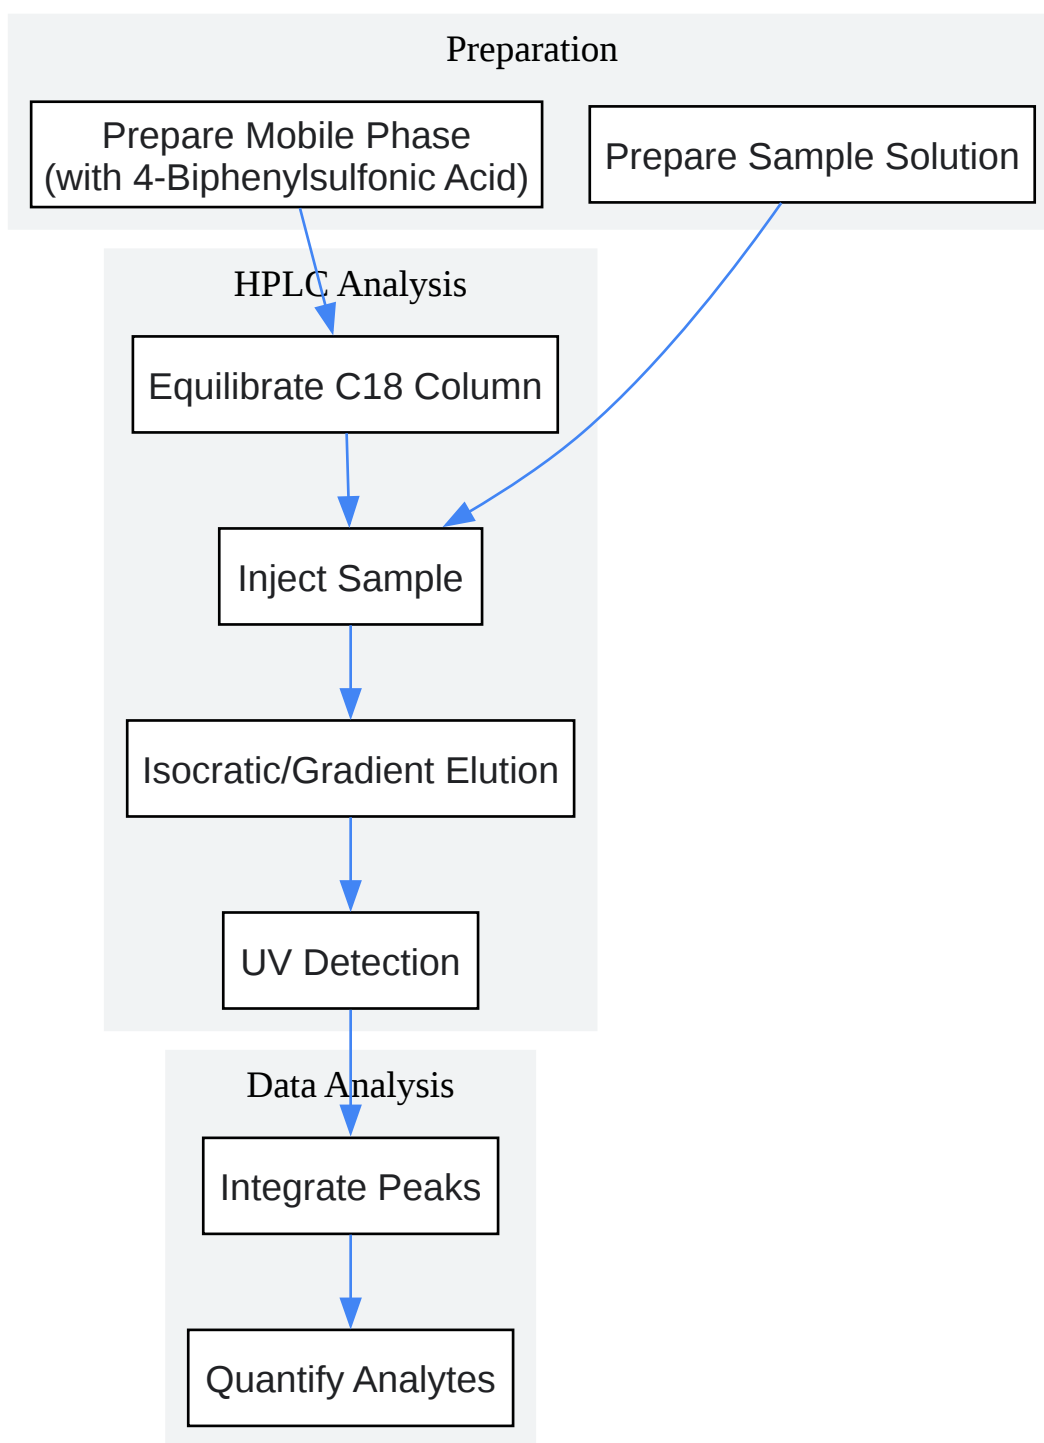 Preparation
Prepare Mobile Phase
(with 4-Biphenylsulfonic Acid)
Prepare Sample Solution
HPLC Analysis
Equilibrate C18 Column
Inject Sample
Isocratic/Gradient Elution
UV Detection
Data Analysis
Integrate Peaks
Quantify Analytes